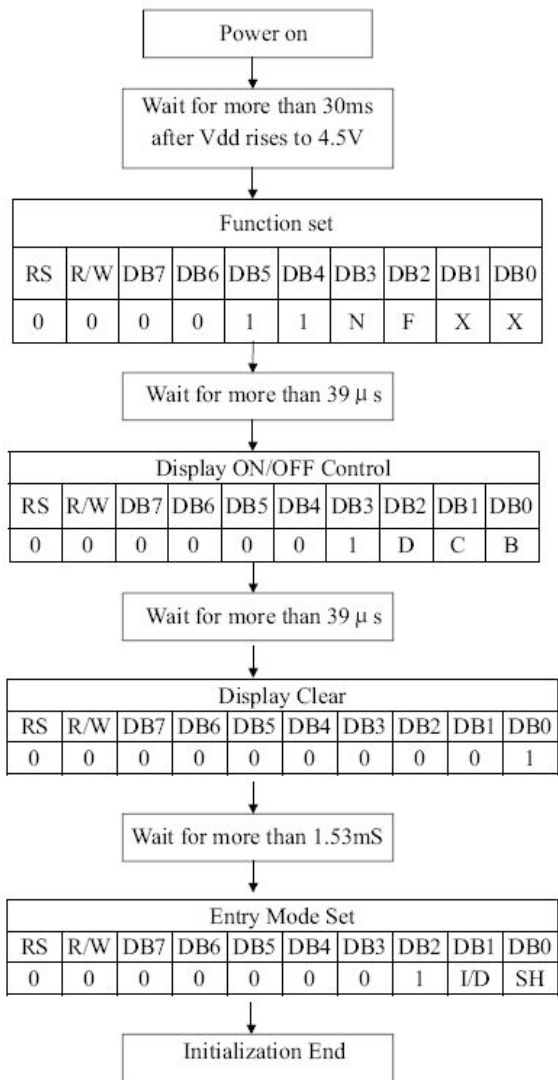 Power on
Wait for more than 30ms
after Vdd rises to 4.5V
Function set
RS R/W DB7 DB6 DB5 DB4 DB3 DB2 DB1 DB0
0 0 0 0 1 1 N F X X
Wait for more than 39 μ s
Display ON/OFF Control
RS R/W DB7 DB6 DB5 DB4 DB3 DB2 DB1 DB0
0 0 0 0 0 0 1 D C B
Wait for more than 39 μ s
Display Clear
RS R/W DB7 DB6 DB5 DB4 DB3 DB2 DB1 DB0
0 0 0 0 0 0 0 0 0 1
Wait for more than 1.53mS
Entry Mode Set
RS R/W DB7 DB6 DB5 DB4 DB3 DB2 DB1 DB0
0 0 0 0 0 0 0 1 I/D SH
Initialization End